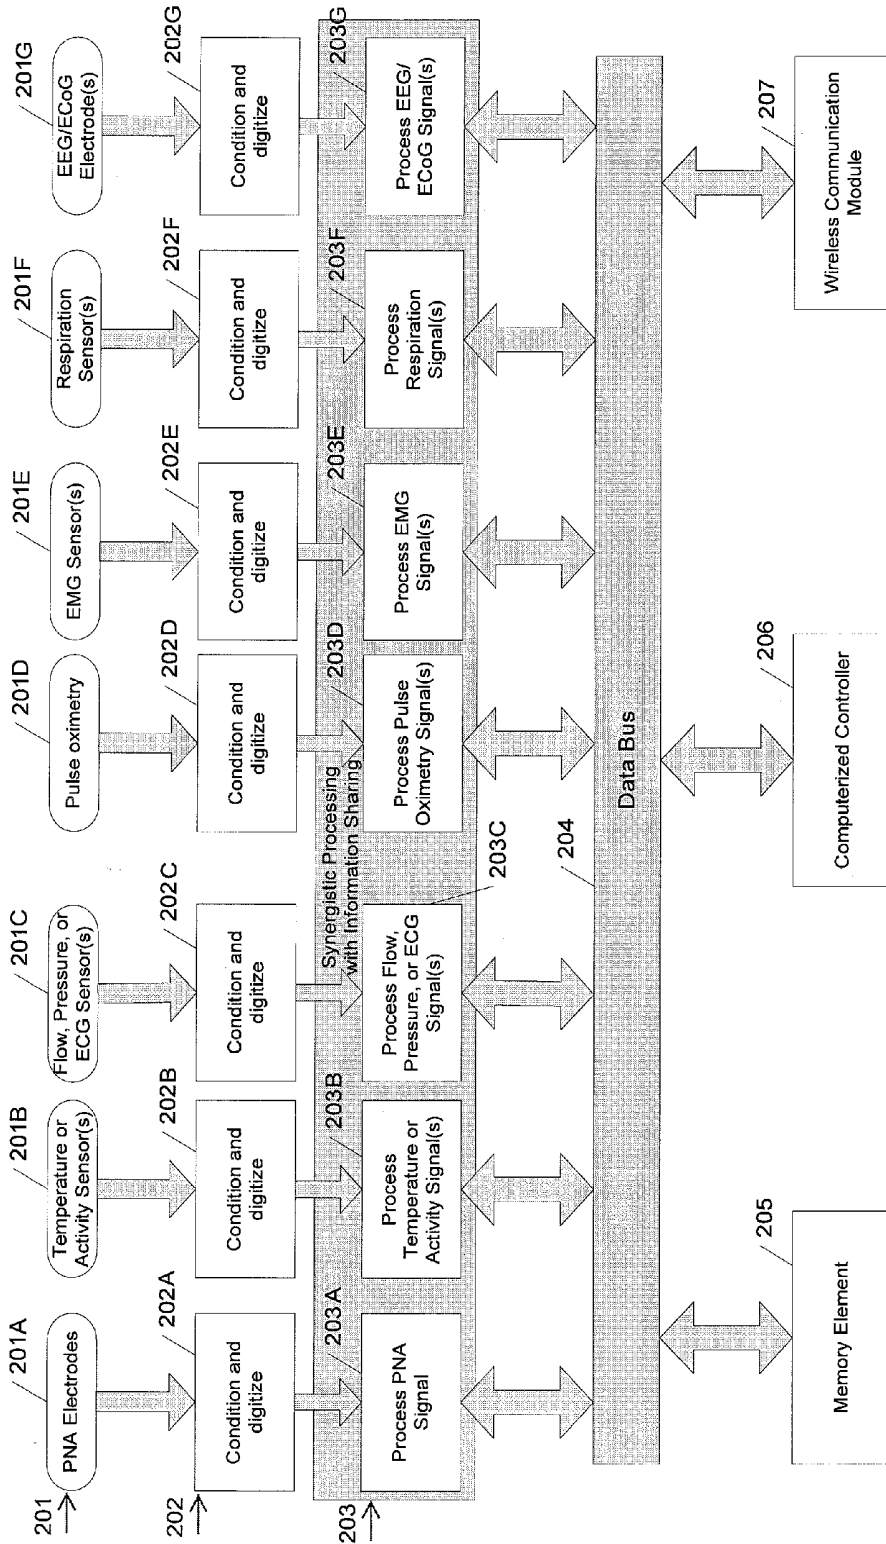 201
201A
PNA Electrodes
201B
Temperature or
Activity Sensor(s)
201C
Flow, Pressure, or
ECG Sensor(s)
201D
Pulse oximetry
201E
EMG Sensor(s)
201F
Respiration
Sensor(s)
201G
EEG/ECoG
Electrode(s)
202
202A
Condition and
digitize
202B
Condition and
digitize
202C
Condition and
digitize
202D
Condition and
digitize
202E
Condition and
digitize
202F
Condition and
digitize
202G
Condition and
digitize
Synergistic Processing
with Information Sharing
203
203A
Process PNA
Signal
203B
Process
Temperature or
Activity Signal(s)
203C
Process Flow,
Pressure, or ECG
Signal(s)
203D
Process Pulse
Oximetry Signal(s)
203E
Process EMG
Signal(s)
203F
Process
Respiration
Signal(s)
203G
Process EEG/
ECoG Signal(s)
204
Data Bus
205
Memory Element
206
Computerized Controller
207
Wireless Communication
Module